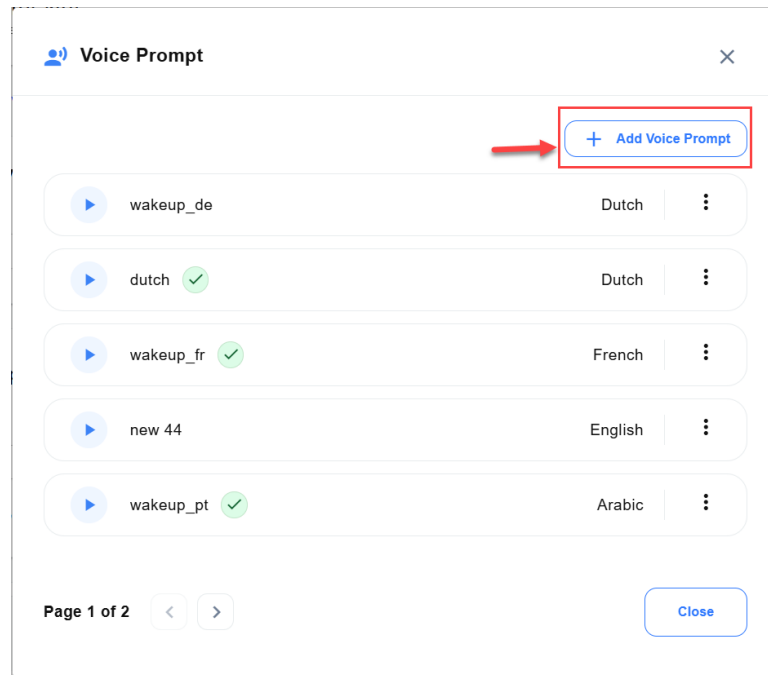 Voice Prompt
+ Add Voice Prompt
wakeup_de Dutch
dutch Dutch
wakeup_fr French
new 44 English
wakeup_pt Arabic
Page 1 of 2 < > Close